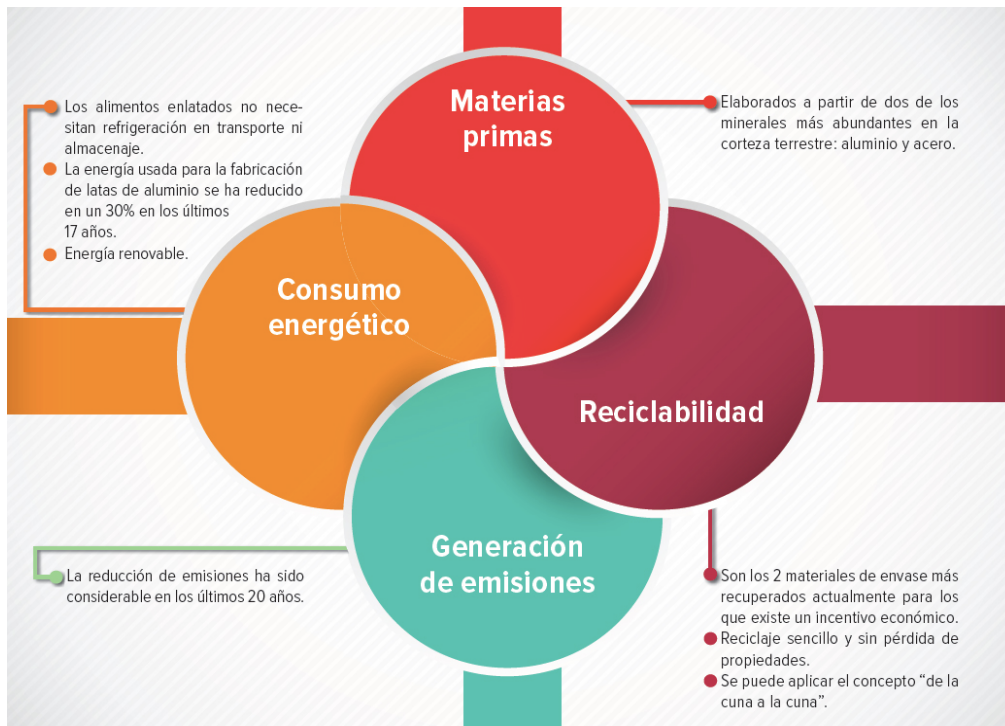 Materias
primas
Los alimentos enlatados no nece-
sitan refrigeración en transporte ni
almacenaje.
La energía usada para la fabricación
de latas de aluminio se ha reducido
en un 30% en los últimos
17 años.
Energía renovable.
Elaborados a partir de dos de los
minerales más abundantes en la
corteza terrestre: aluminio y acero.
Consumo
energético
Reciclabilidad
Generación
de emisiones
La reducción de emisiones ha sido
considerable en los últimos 20 años.
Son los 2 materiales de envase más
recuperados actualmente para los
que existe un incentivo económico.
Reciclaje sencillo y sin pérdida de
propiedades.
Se puede aplicar el concepto “de la
cuna a la cuna”.